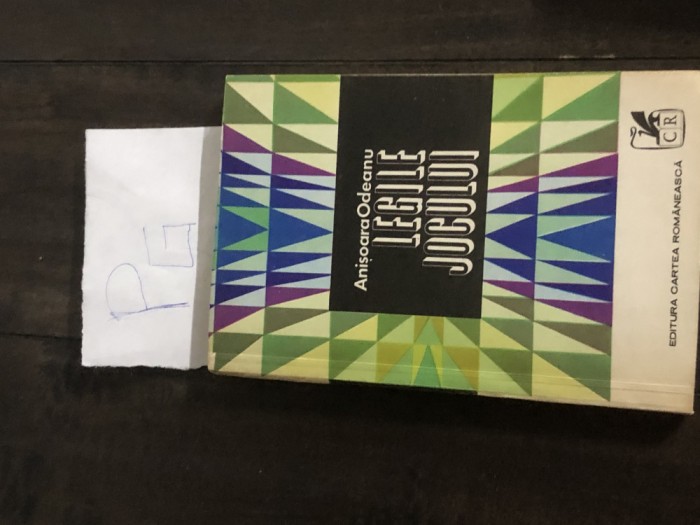 Anișoara Odeanu
LEGILE
JOCULUI
CR
EDITURA CARTEA ROMÂNEASCĂ